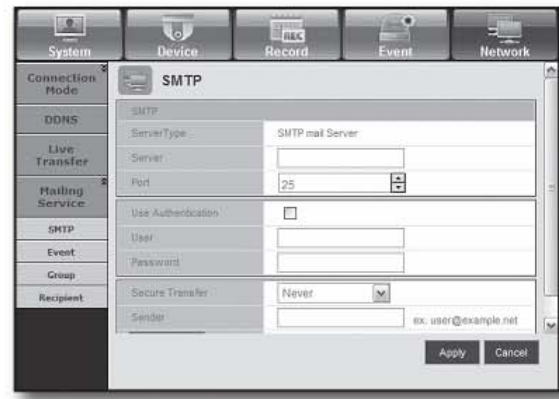 System Device Record Event Network
REC
Connection Mode
DDNS
Live Transfer
Mailing Service
SMTP
Event
Group
Recipient
SMTP
SMTP
ServerType SMTP mail Server
Server
Port 25
Use Authentication
User
Password
Secure Transfer Never
Sender ex. user@example.net
Apply Cancel